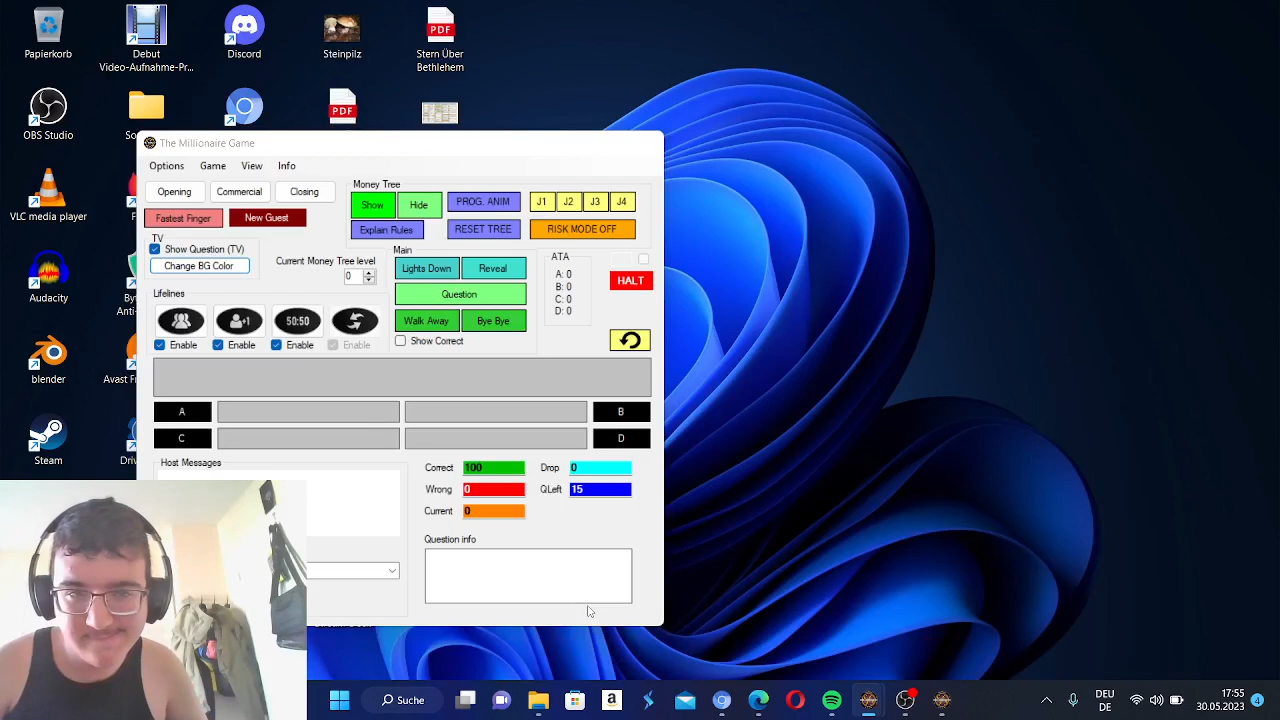 Papierkorb
Debut
Video-Aufnahme-Pr...
Discord
Steinpilz
PDF
Stern Über
Bethlehem
OBS Studio
PDF
VLC media player
Audacity
blender
Avast
Steam
The Millionaire Game
Options Game View Info
Opening Commercial Closing
Fastest Finger New Guest
Money Tree
Show Hide PROG. ANIM J1 J2 J3 J4
Explain Rules RESET TREE RISK MODE OFF
TV
Show Question (TV)
Change BG Color
Current Money Tree level
0
Main
Lights Down Reveal
Question
Walk Away Bye Bye
Show Correct
ATA
A: 0
B: 0
C: 0
D: 0
HALT
Lifelines
+1 50:50
Enable Enable Enable Enable
A B
C D
Host Messages
Correct 100 Drop 0
Wrong 0 QLeft 15
Current 0
Question info
Suche
a
DEU
DE
17:55
30.05.2023
4